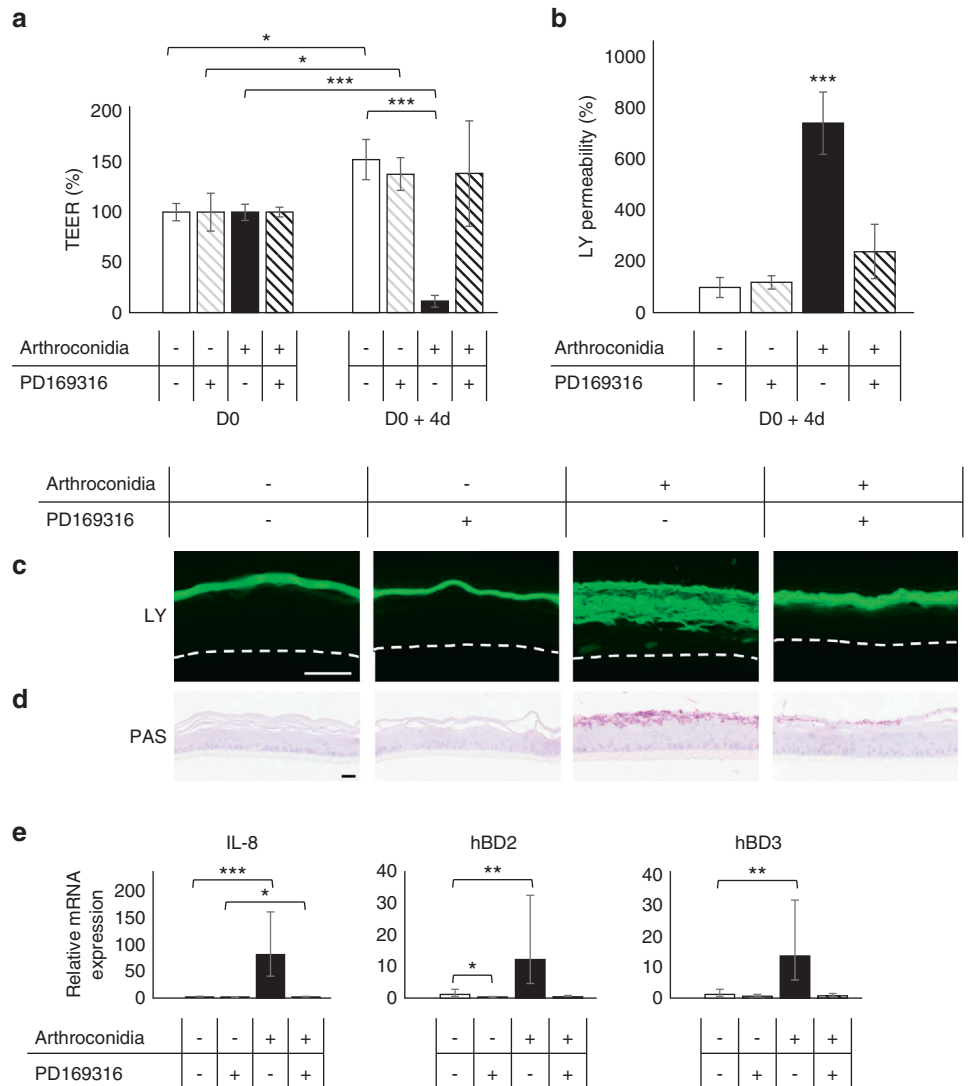 a
* * *** ***
TEER (%)
200
150
100
50
0
Arthroconidia - - + + - - + +
PD169316 - + - + - + - +
D0 D0 + 4d
b
LY permeability (%)
1000
800
600
400
200
0
***
Arthroconidia - - + +
PD169316 - + - +
D0 + 4d
Arthroconidia - - + +
PD169316 - + - +
c
LY
d
PAS
e
IL-8 hBD2 hBD3
Relative mRNA
expression
200
150
100
50
0
*** *
40
30
20
10
0
** *
40
30
20
10
0
**
Arthroconidia - - + + - - + + - - + +
PD169316 - + - + - + - + - + - +